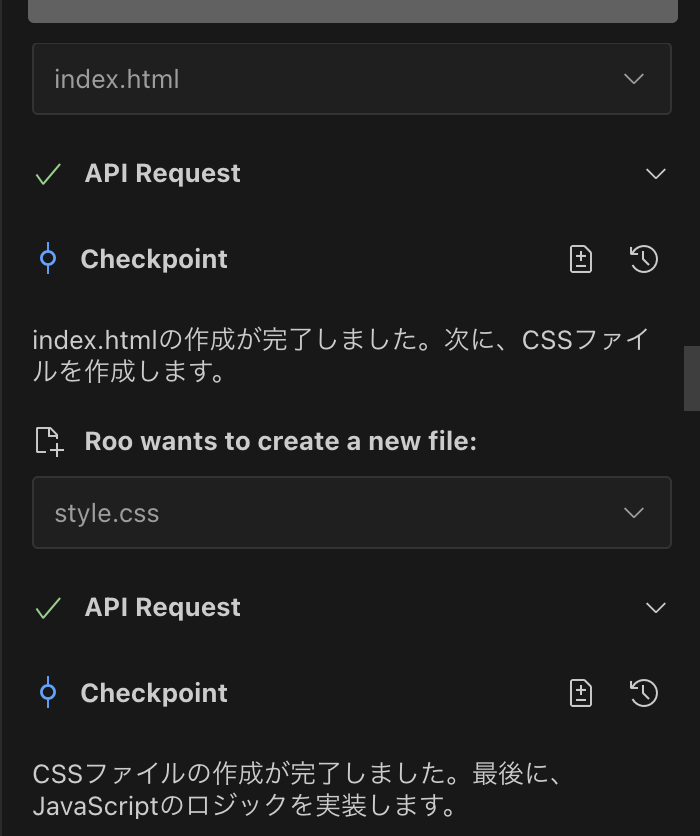 index.html
API Request
Checkpoint
index.htmlの作成が完了しました。次に、CSSファイ
ルを作成します。
Roo wants to create a new file:
style.css
API Request
Checkpoint
CSSファイルの作成が完了しました。最後に、
JavaScriptのロジックを実装します。